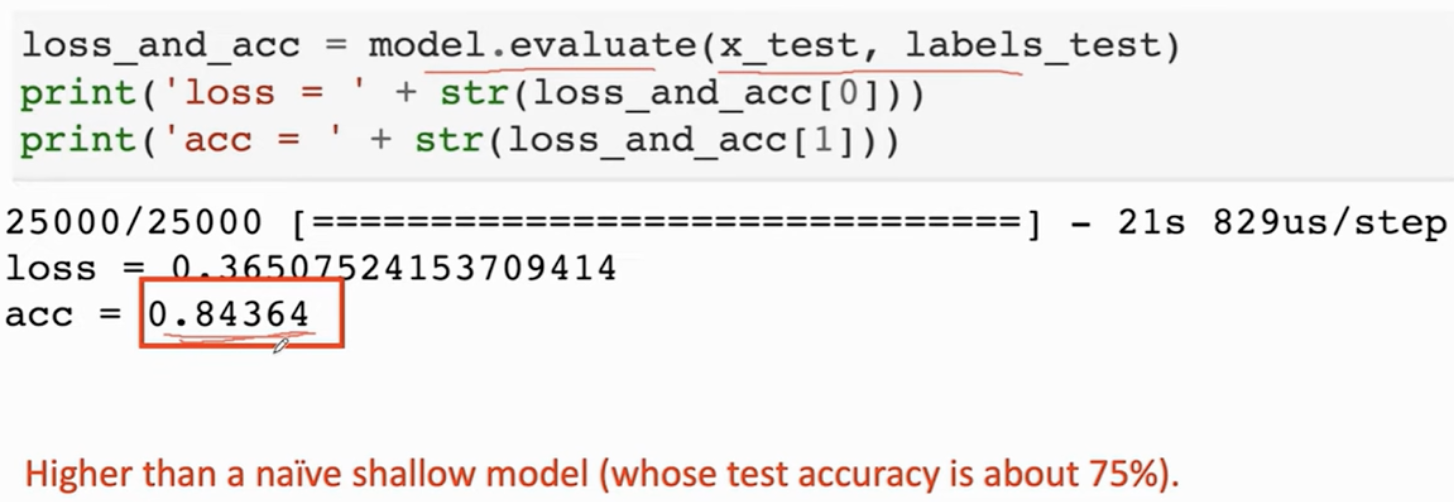 loss_and_acc = model.evaluate(x_test, labels_test)
print('loss = ' + str(loss_and_acc[0]))
print('acc = ' + str(loss_and_acc[1]))
25000/25000 [==============================] - 21s 829us/step
loss = 0.36507524153709414
acc = 0.84364
Higher than a naïve shallow model (whose test accuracy is about 75%).